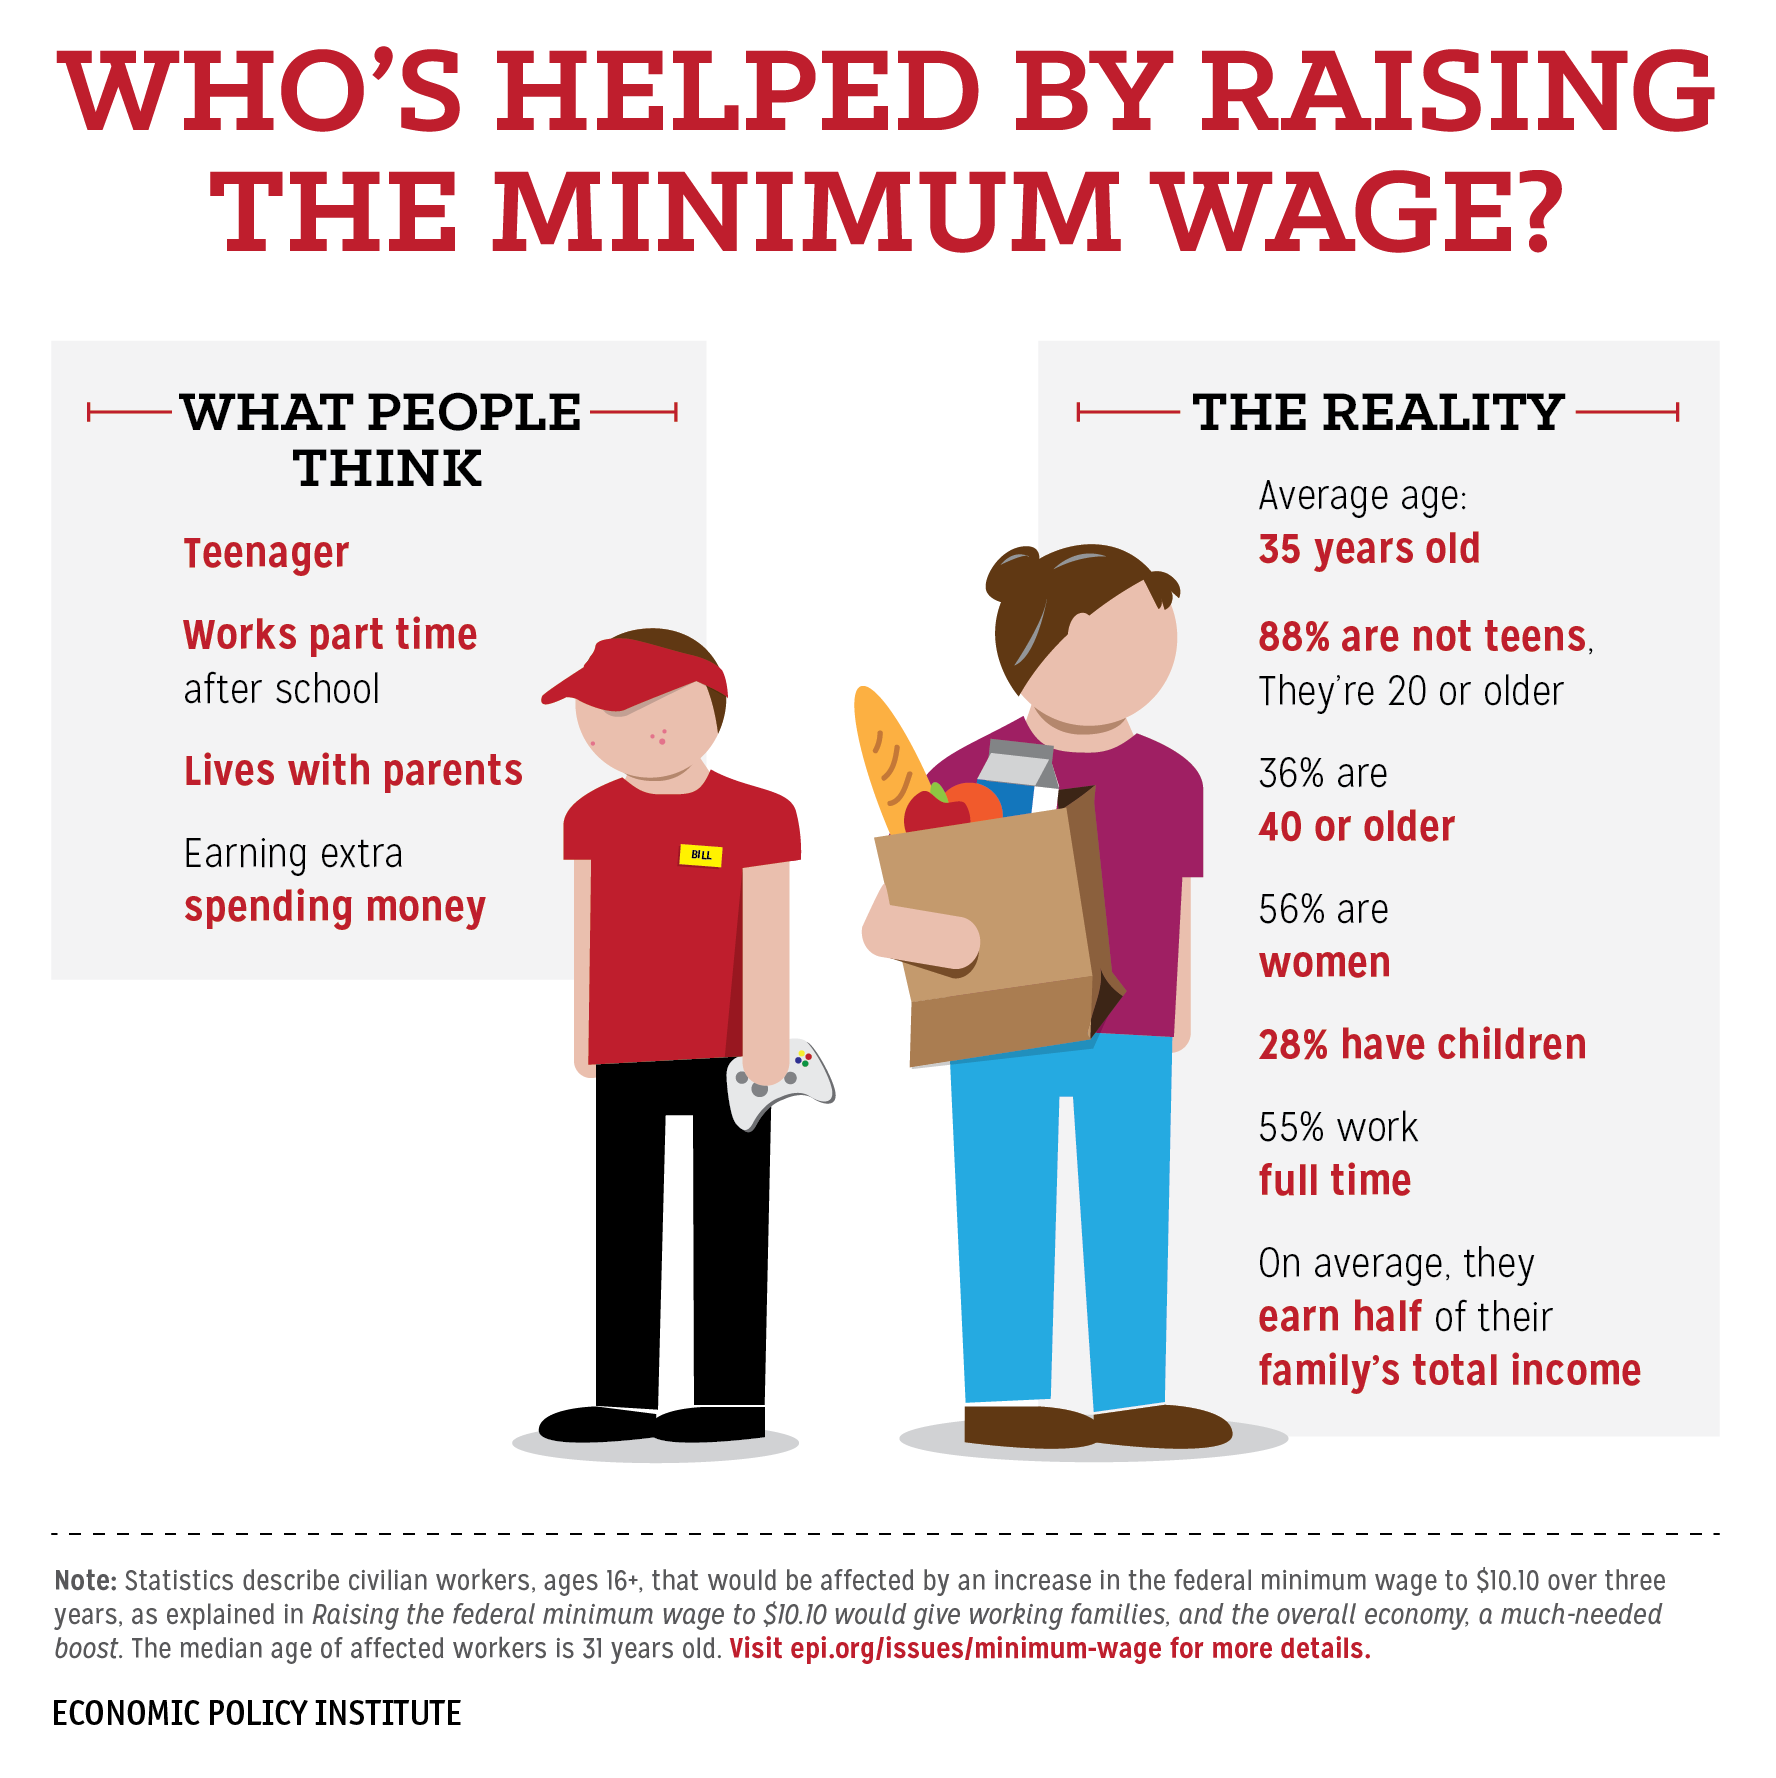 WHO'S HELPED BY RAISING
THE MINIMUM WAGE?
WHAT PEOPLE
THINK
Teenager
Works part time
after school
Lives with parents
Earning extra
spending money
BILL
THE REALITY
Average age:
35 years old
88% are not teens,
They're 20 or older
36% are
40 or older
56% are
women
28% have children
55% work
full time
On average, they
earn half of their
family's total income
Note: Statistics describe civilian workers, ages 16+, that would be affected by an increase in the federal minimum wage to $10.10 over three
years, as explained in Raising the federal minimum wage to $10.10 would give working families, and the overall economy, a much-needed
boost. The median age of affected workers is 31 years old. Visit epi.org/issues/minimum-wage for more details.
ECONOMIC POLICY INSTITUTE